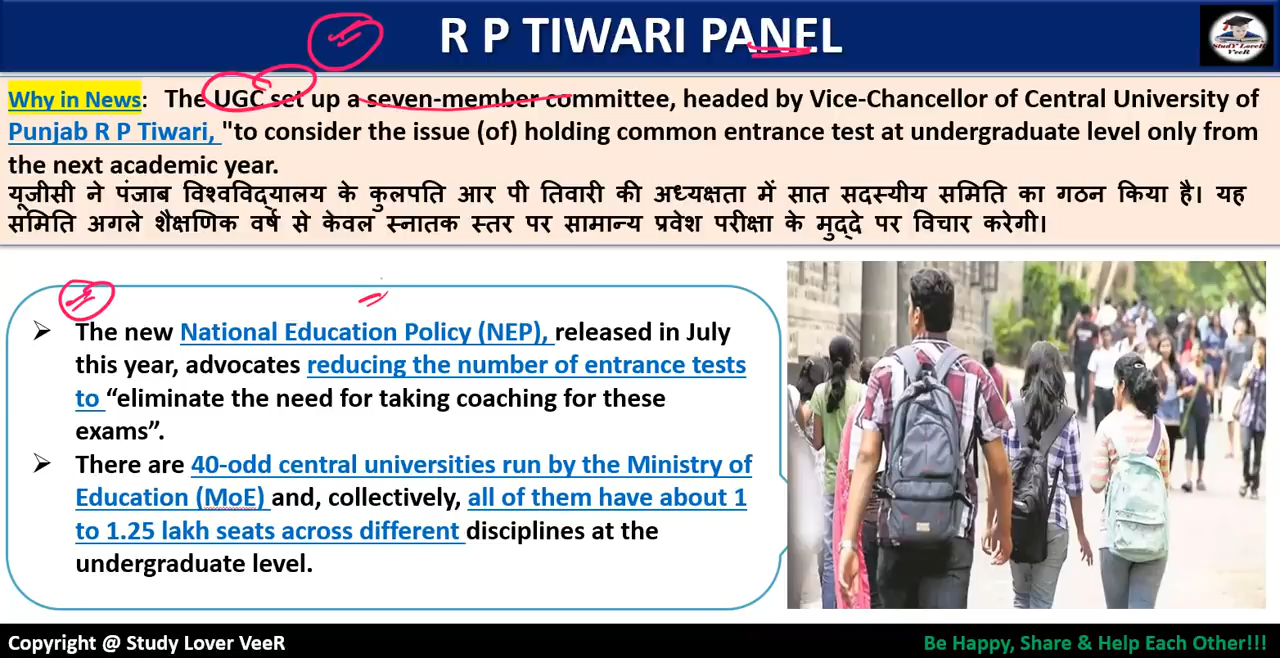 R P TIWARI PANEL
StudY LoveR
VeeR
Why in News: The UGC set up a seven-member committee, headed by Vice-Chancellor of Central University of
Punjab R P Tiwari, "to consider the issue (of) holding common entrance test at undergraduate level only from
the next academic year.
यूजीसी ने पंजाब विश्वविद्यालय के कुलपति आर पी तिवारी की अध्यक्षता में सात सदस्यीय समिति का गठन किया है। यह
समिति अगले शैक्षणिक वर्ष से केवल स्नातक स्तर पर सामान्य प्रवेश परीक्षा के मुद्दे पर विचार करेगी।
➢ The new National Education Policy (NEP), released in July
this year, advocates reducing the number of entrance tests
to “eliminate the need for taking coaching for these
exams”.
➢ There are 40-odd central universities run by the Ministry of
Education (MoE) and, collectively, all of them have about 1
to 1.25 lakh seats across different disciplines at the
undergraduate level.
Copyright @ Study Lover VeeR
Be Happy, Share & Help Each Other!!!